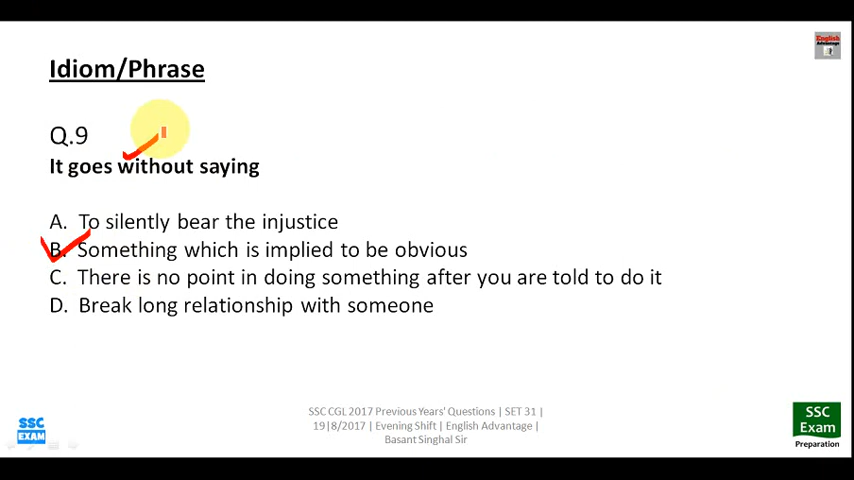 English
Advantage
Idiom/Phrase
Q.9
It goes without saying
A. To silently bear the injustice
B. Something which is implied to be obvious
C. There is no point in doing something after you are told to do it
D. Break long relationship with someone
SSC CGL 2017 Previous Years' Questions | SET 31 |
19|8/2017 | Evening Shift | English Advantage |
Basant Singhal Sir
SSC
EXAM
SSC
Exam
Preparation